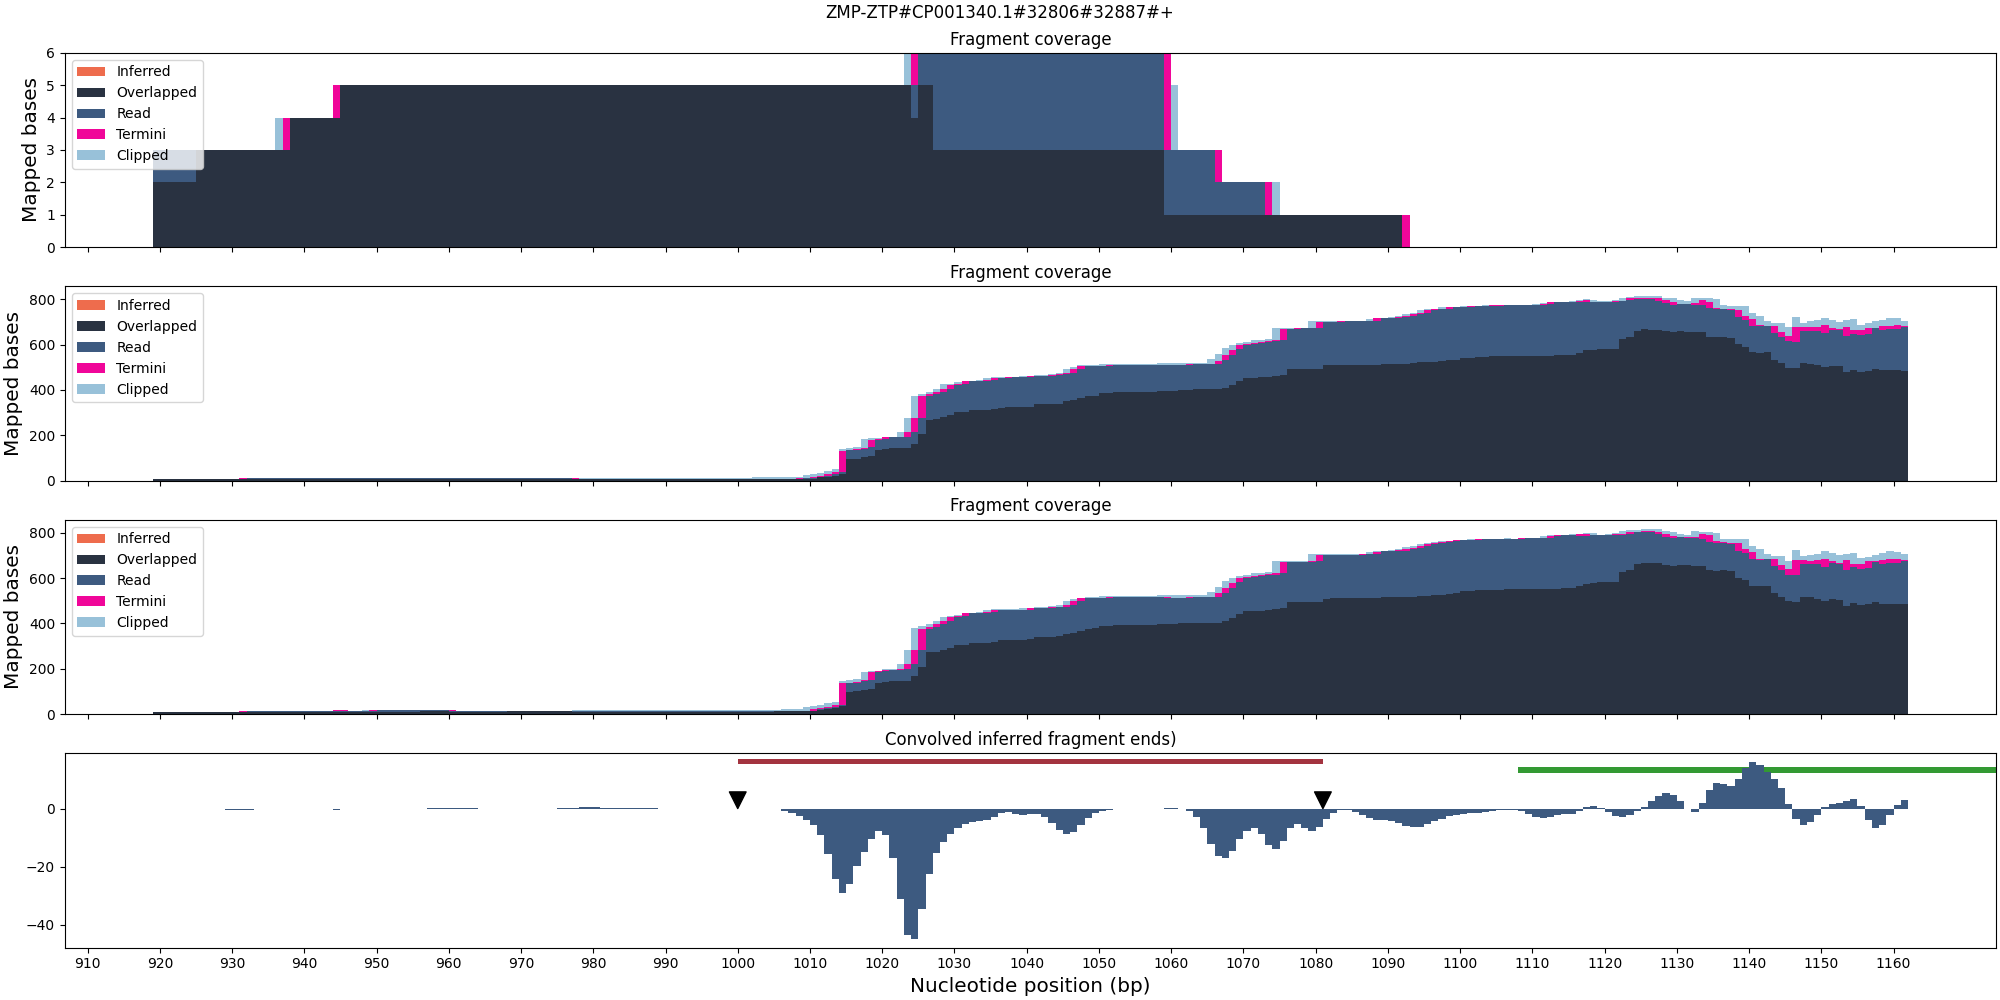 ZMP-ZTP#CP001340.1#32806#32887#+
Fragment coverage
Mapped bases
6
5
4
3
2
1
0
Inferred
Overlapped
Read
Termini
Clipped
Fragment coverage
Mapped bases
800
600
400
200
0
Inferred
Overlapped
Read
Termini
Clipped
Fragment coverage
Mapped bases
800
600
400
200
0
Inferred
Overlapped
Read
Termini
Clipped
Convolved inferred fragment ends)
0
−20
−40
910 920 930 940 950 960 970 980 990 1000 1010 1020 1030 1040 1050 1060 1070 1080 1090 1100 1110 1120 1130 1140 1150 1160
Nucleotide position (bp)